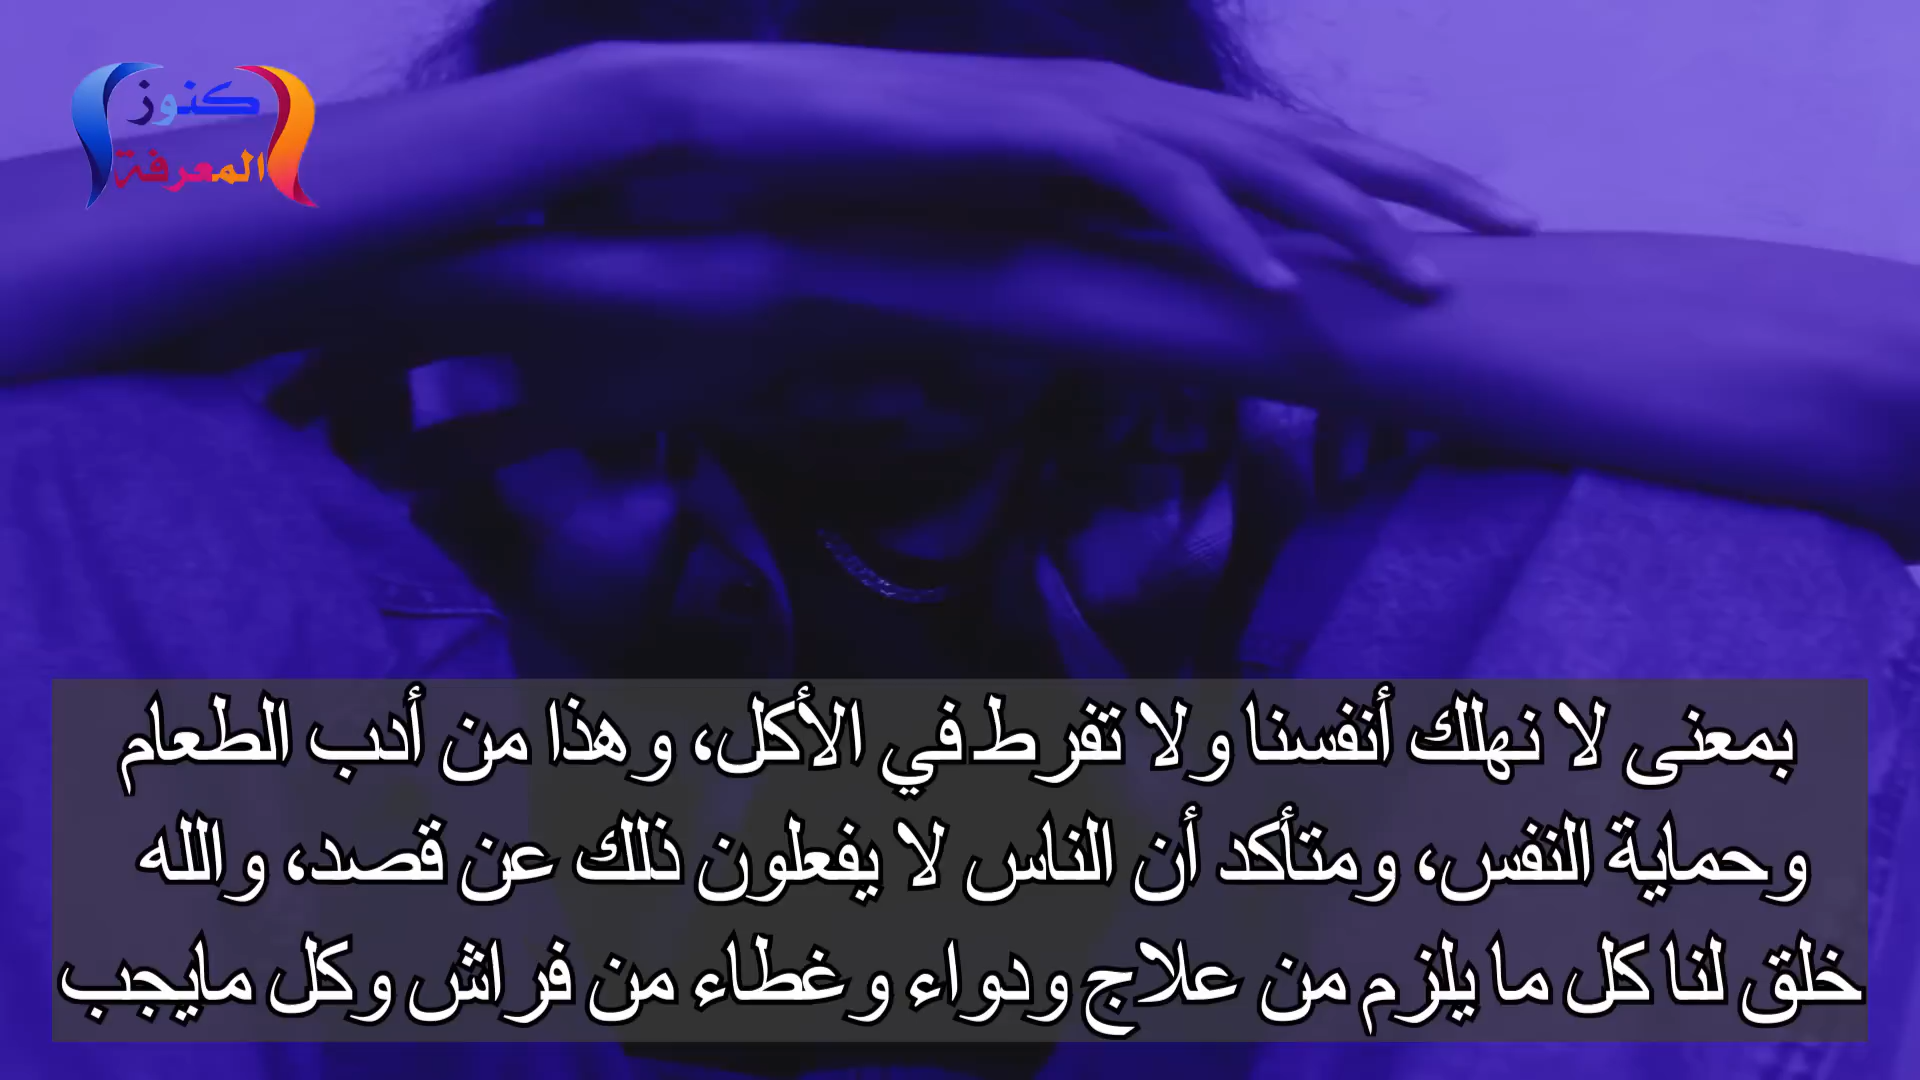 كنوز
المعرفة
بمعنى لا نهلك أنفسنا ولا تفرط في الأكل، وهذا من أدب الطعام
وحماية النفس، ومتأكد أن الناس لا يفعلون ذلك عن قصد، والله
خلق لنا كل ما يلزم من علاج ودواء وغطاء من فراش وكل مايجب